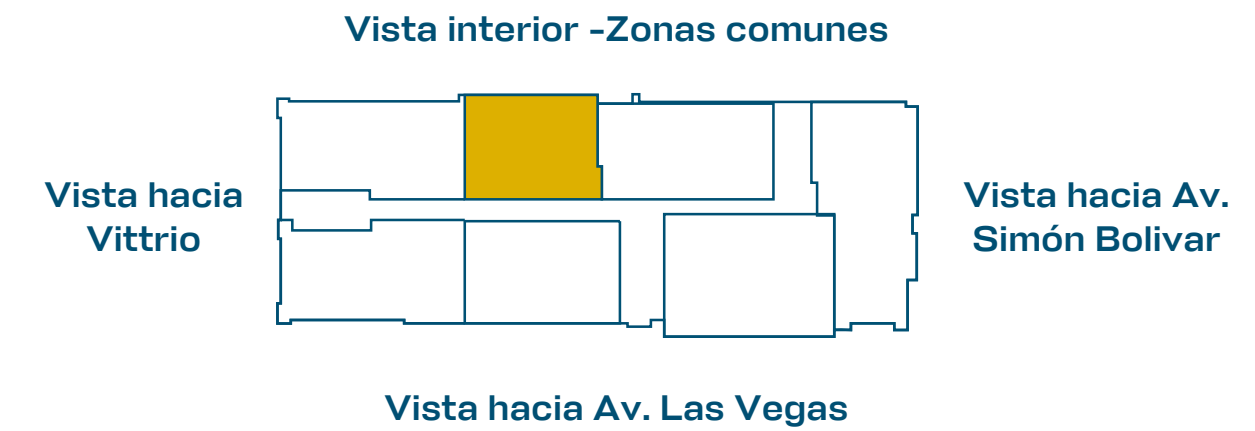 Vista interior -Zonas comunes
Vista hacia
Vittrio
Vista hacia Av.
Simón Bolivar
Vista hacia Av. Las Vegas